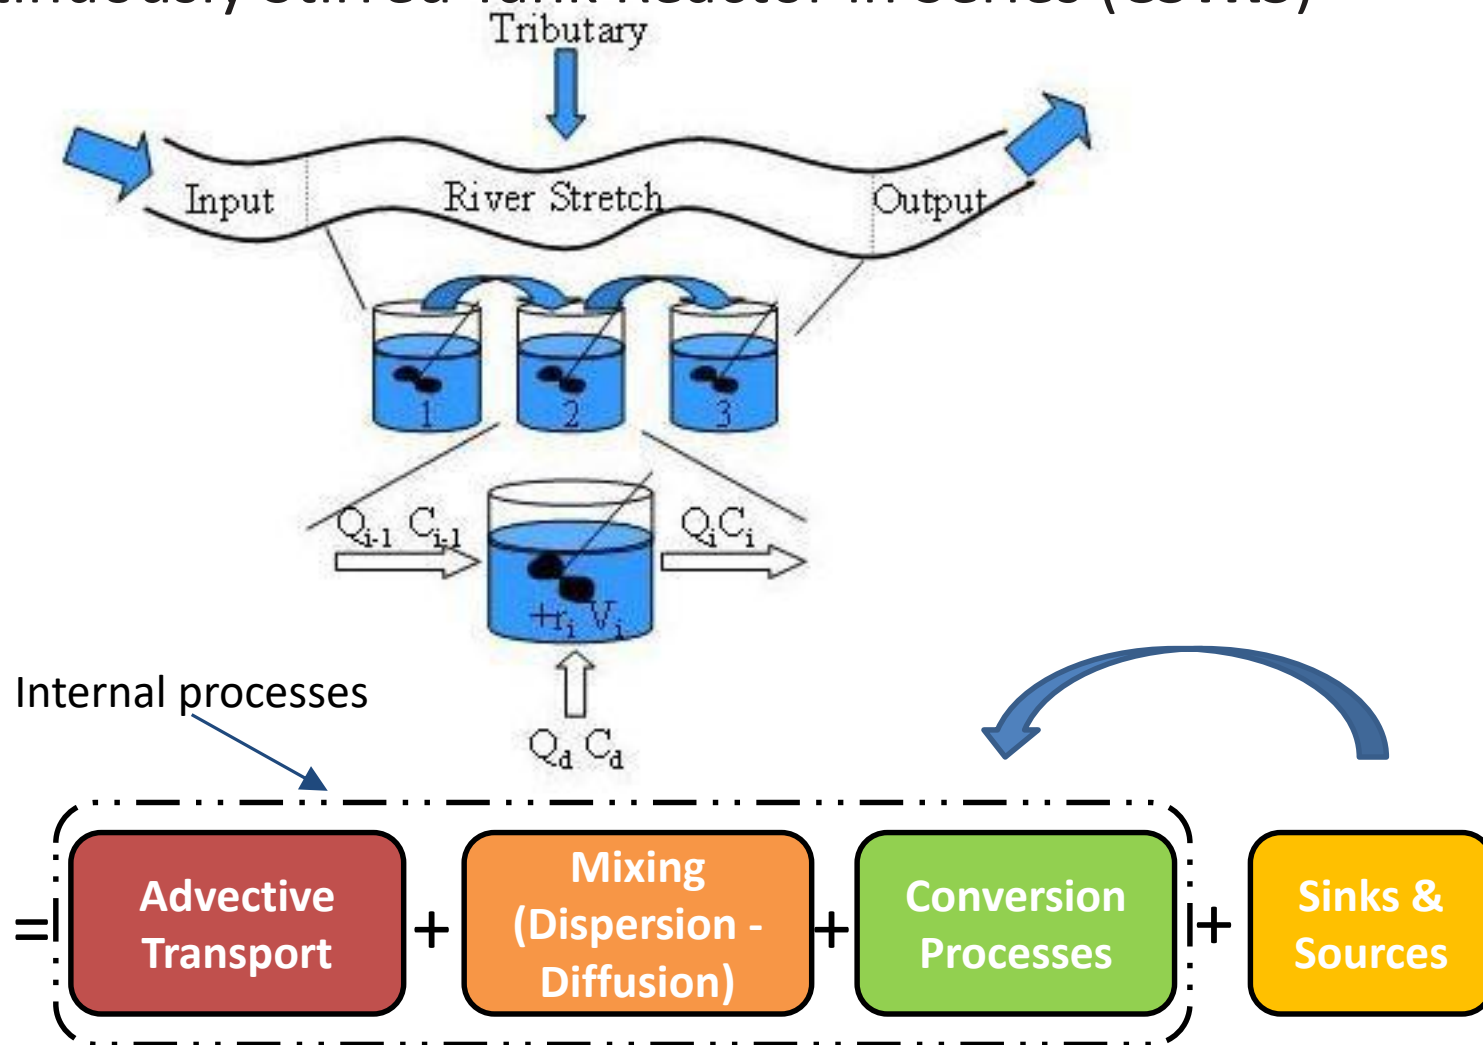 Tributary
Input
River Stretch
Output
1
2
3
Qi-1 Ci-1
QiCi
+ri Vi
Qd Cd
Internal processes
=
Advective
Transport
+
Mixing
(Dispersion -
Diffusion)
+
Conversion
Processes
+
Sinks &
Sources